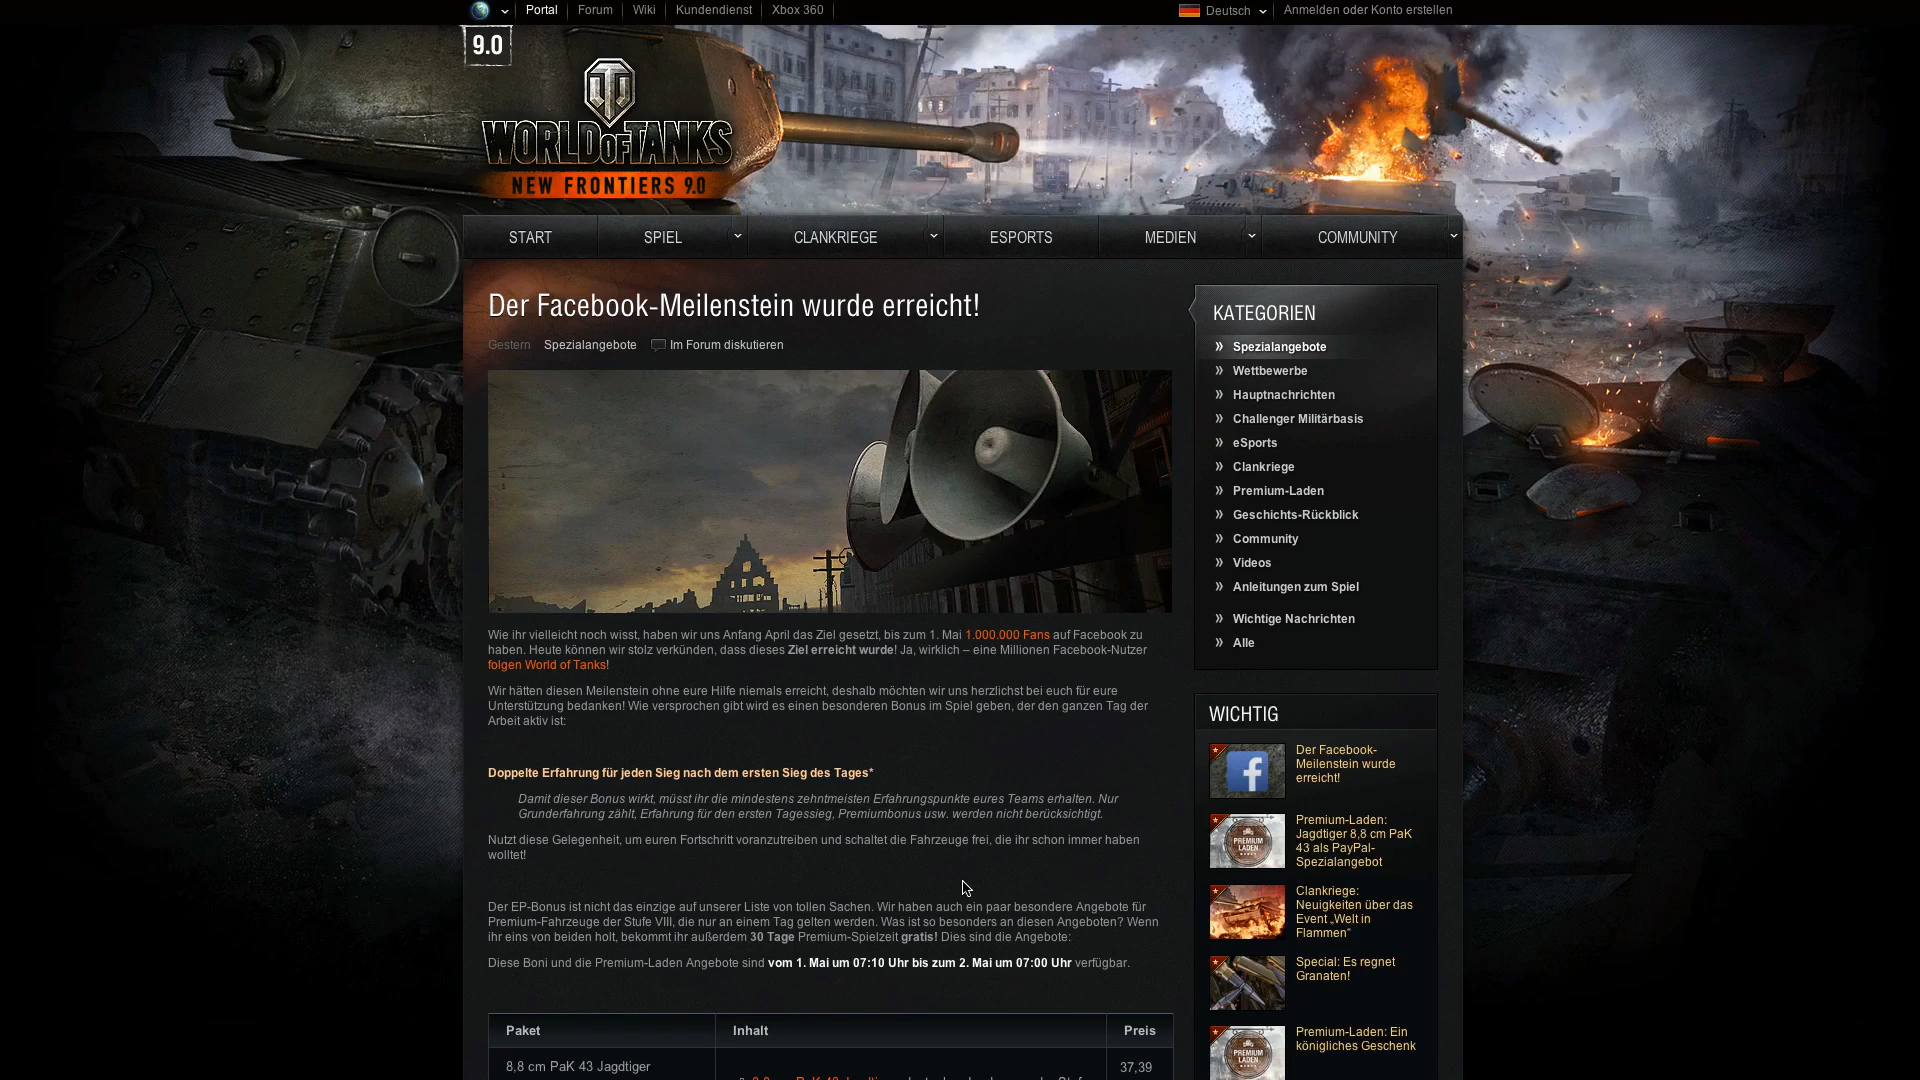 Portal
Forum
Wiki
Kundendienst
Xbox 360
Deutsch
Anmelden oder Konto erstellen
9.0
WORLD OF TANKS
NEW FRONTIERS 9.0
START
SPIEL
CLANKRIEGE
ESPORTS
MEDIEN
COMMUNITY
Der Facebook-Meilenstein wurde erreicht!
Gestern Spezialangebote Im Forum diskutieren
Wie ihr vielleicht noch wisst, haben wir uns Anfang April das Ziel gesetzt, bis zum 1. Mai 1.000.000 Fans auf Facebook zu
haben. Heute können wir stolz verkünden, dass dieses Ziel erreicht wurde! Ja, wirklich – eine Millionen Facebook-Nutzer
folgen World of Tanks!
Wir hätten diesen Meilenstein ohne eure Hilfe niemals erreicht, deshalb möchten wir uns herzlichst bei euch für eure
Unterstützung bedanken! Wie versprochen gibt wird es einen besonderen Bonus im Spiel geben, der den ganzen Tag der
Arbeit aktiv ist:
Doppelte Erfahrung für jeden Sieg nach dem ersten Sieg des Tages*
Damit dieser Bonus wirkt, müsst ihr die mindestens zehntmeisten Erfahrungspunkte eures Teams erhalten. Nur
Grunderfahrung zählt, Erfahrung für den ersten Tagessieg, Premiumbonus usw. werden nicht berücksichtigt.
Nutzt diese Gelegenheit, um euren Fortschritt voranzutreiben und schaltet die Fahrzeuge frei, die ihr schon immer haben
wolltet!
Der EP-Bonus ist nicht das einzige auf unserer Liste von tollen Sachen. Wir haben auch ein paar besondere Angebote für
Premium-Fahrzeuge der Stufe VIII, die nur an einem Tag gelten werden. Was ist so besonders an diesen Angeboten? Wenn
ihr eins von beiden holt, bekommt ihr außerdem 30 Tage Premium-Spielzeit gratis! Dies sind die Angebote:
Diese Boni und die Premium-Laden Angebote sind vom 1. Mai um 07:10 Uhr bis zum 2. Mai um 07:00 Uhr verfügbar.
Paket Inhalt Preis
8,8 cm PaK 43 Jagdtiger 37,39
KATEGORIEN
Spezialangebote
Wettbewerbe
Hauptnachrichten
Challenger Militärbasis
eSports
Clankriege
Premium-Laden
Geschichts-Rückblick
Community
Videos
Anleitungen zum Spiel
Wichtige Nachrichten
Alle
WICHTIG
Der Facebook-
Meilenstein wurde
erreicht!
PREMIUM
LADEN
Premium-Laden:
Jagdtiger 8,8 cm PaK
43 als PayPal-
Spezialangebot
Clankriege:
Neuigkeiten über das
Event „Welt in
Flammen“
Special: Es regnet
Granaten!
PREMIUM
LADEN
Premium-Laden: Ein
königliches Geschenk